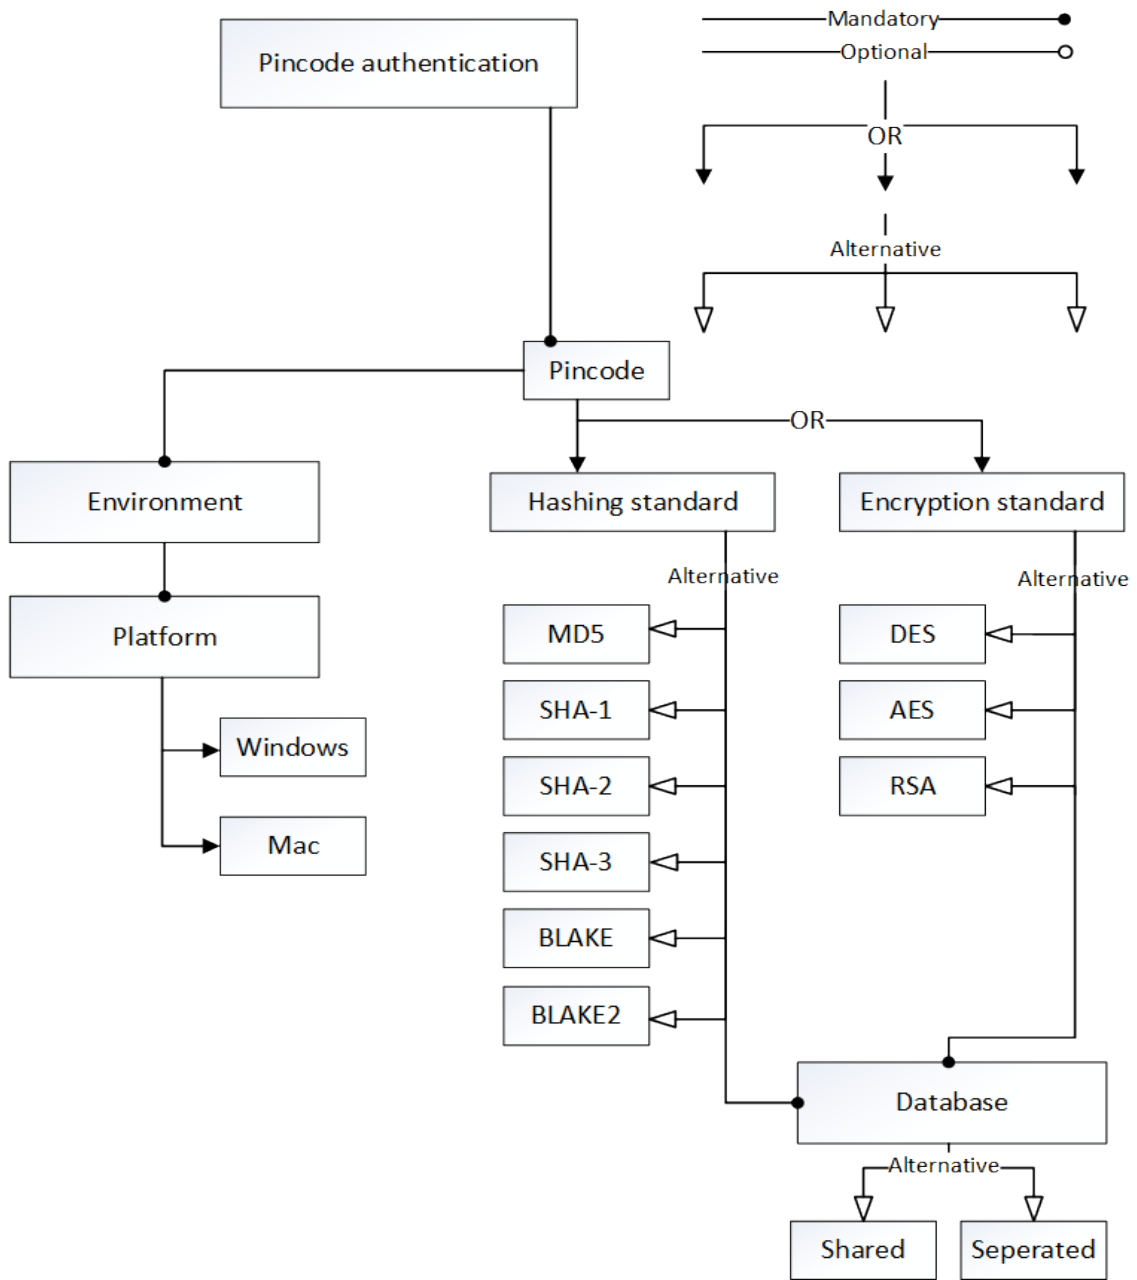 Pincode authentication
Mandatory
Optional
OR
Alternative
Pincode
OR
Environment
Hashing standard
Encryption standard
Alternative
Alternative
Platform
MD5
DES
SHA-1
AES
Windows
SHA-2
RSA
Mac
SHA-3
BLAKE
BLAKE2
Database
Alternative
Shared
Seperated